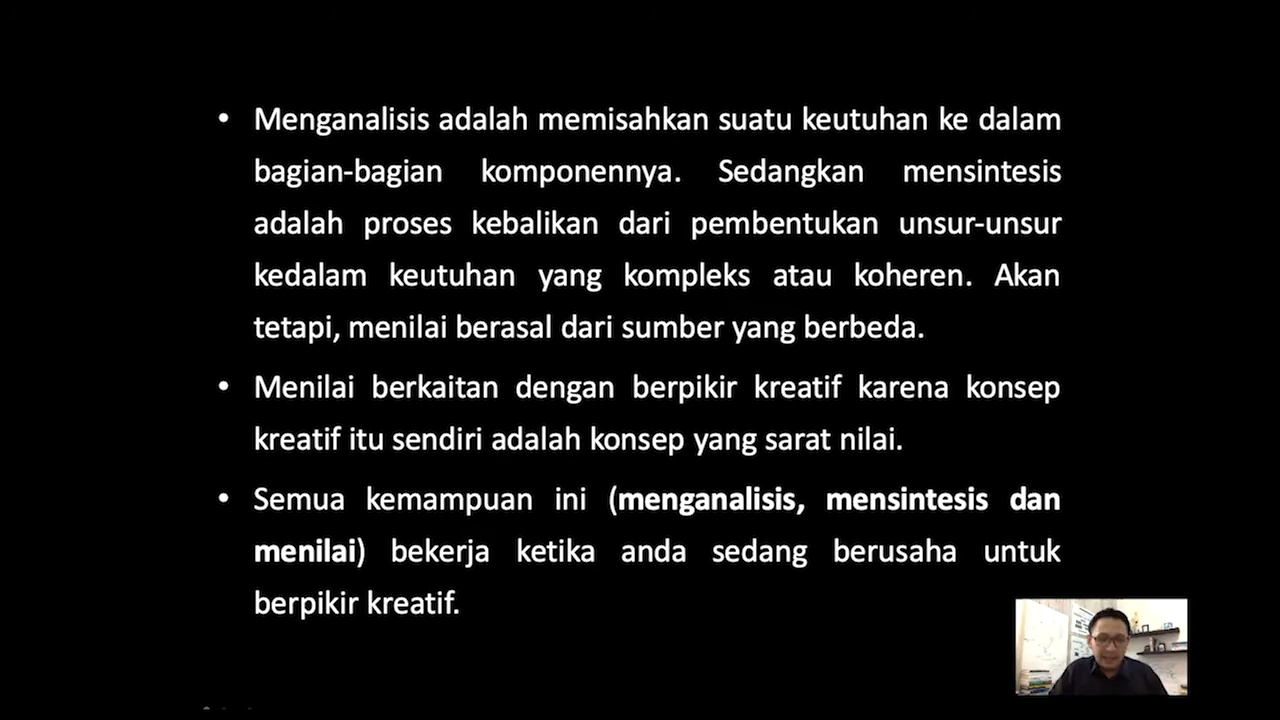 • Menganalisis adalah memisahkan suatu keutuhan ke dalam
bagian-bagian komponennya. Sedangkan mensintesis
adalah proses kebalikan dari pembentukan unsur-unsur
kedalam keutuhan yang kompleks atau koheren. Akan
tetapi, menilai berasal dari sumber yang berbeda.
• Menilai berkaitan dengan berpikir kreatif karena konsep
kreatif itu sendiri adalah konsep yang sarat nilai.
• Semua kemampuan ini (menganalisis, mensintesis dan
menilai) bekerja ketika anda sedang berusaha untuk
berpikir kreatif.